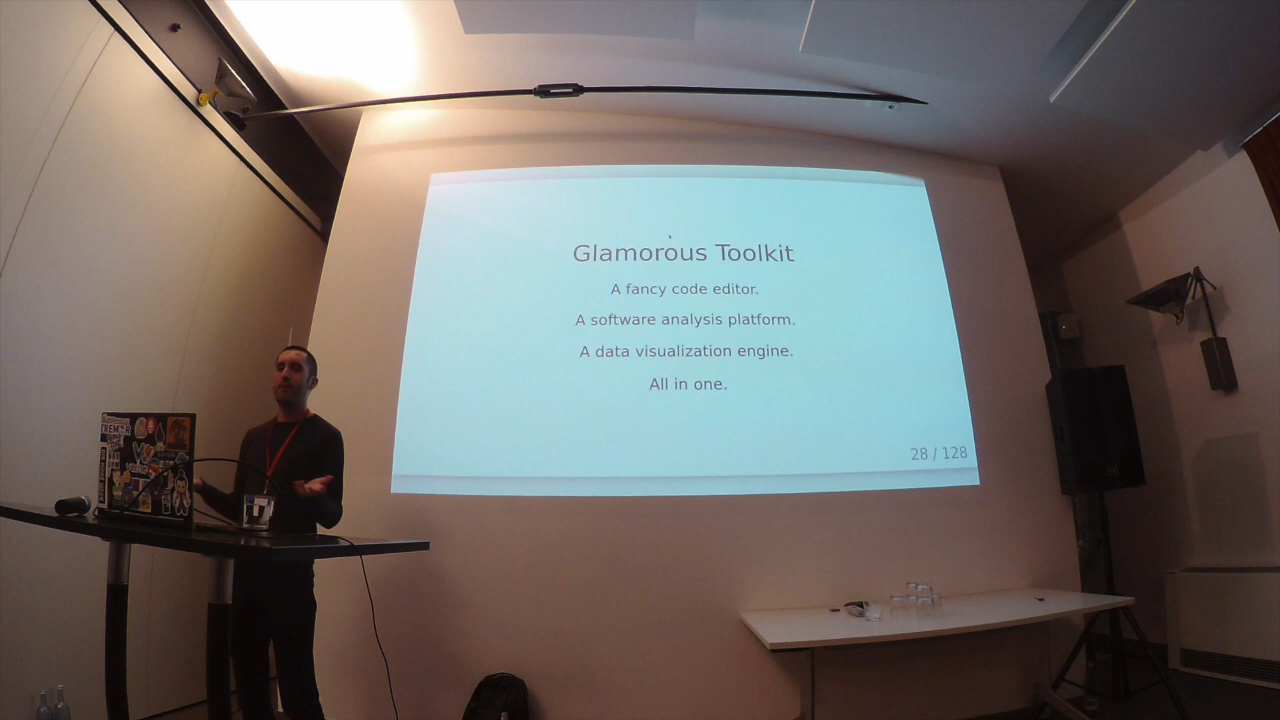 Glamorous Toolkit
A fancy code editor.
A software analysis platform.
A data visualization engine.
All in one.
28 / 128